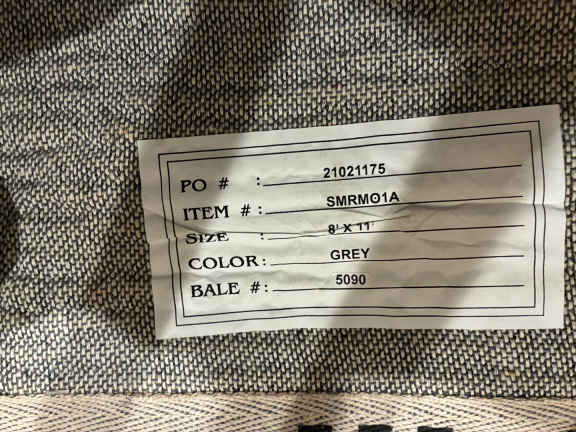 PO # : 21021175
ITEM # : SMRM01A
SIZE : 8' X 11'
COLOR : GREY
BALE # : 5090